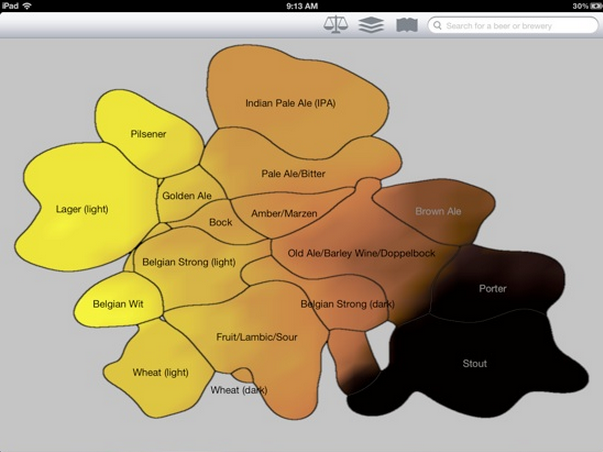 iPad
9:13 AM
30%
Search for a beer or brewery
Indian Pale Ale (IPA)
Pilsener
Pale Ale/Bitter
Golden Ale
Lager (light)
Amber/Marzen
Brown Ale
Bock
Old Ale/Barley Wine/Doppelbock
Belgian Strong (light)
Porter
Belgian Wit
Belgian Strong (dark)
Fruit/Lambic/Sour
Stout
Wheat (light)
Wheat (dark)